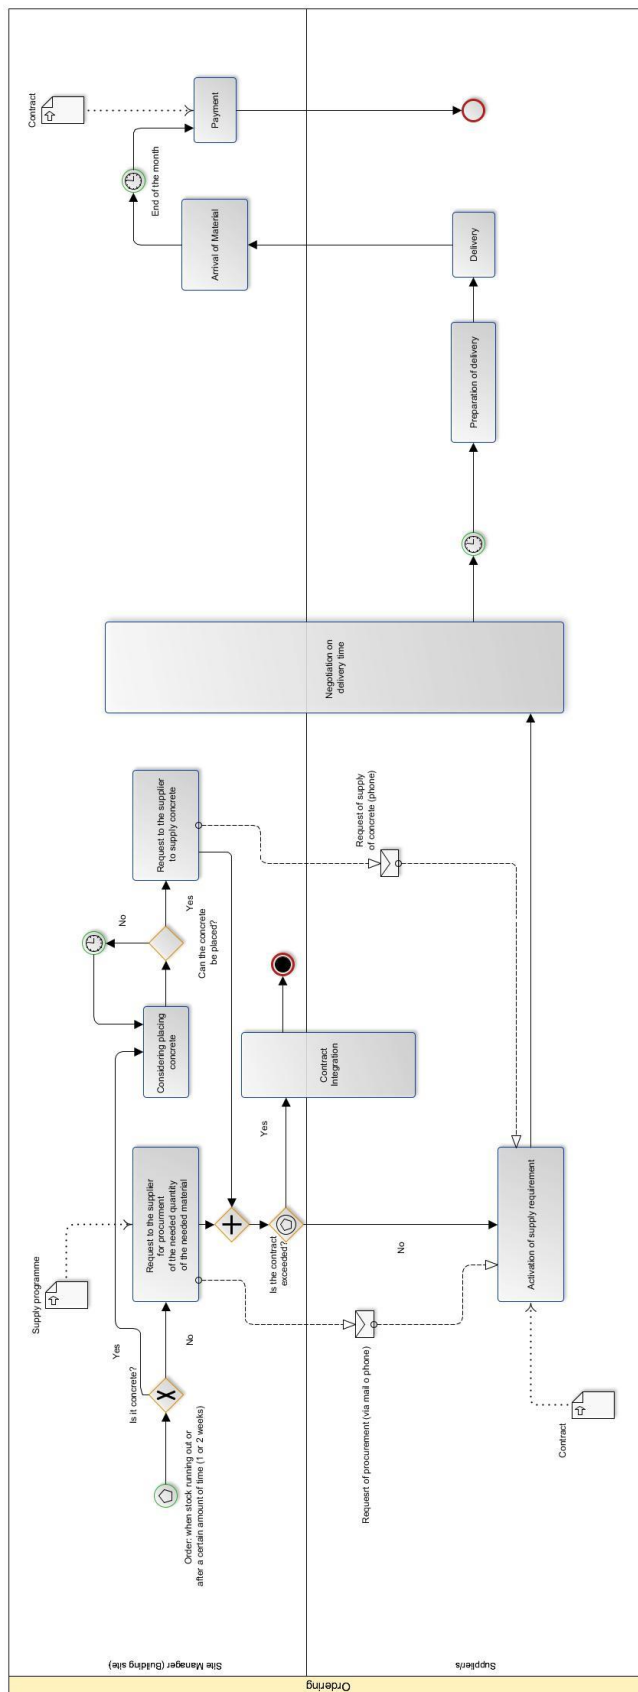 Ordering
Site Manager (Building site)
Supplier/s
Order: when stock running out or
after a certain amount of time (1 or 2 weeks)
Is it concrete?
Yes
No
Supply programme
Request to the supplier
for procurment
of the needed quantity
of the needed material
Considering placing
concrete
No
Yes
Can the concrete
be placed?
Request to the supplier
to supply concrete
Is the contract
exceeded?
Yes
No
Contract
Integration
Requesrt of procurement (via mail o phone)
Request of supply
of concrete (phone)
Contract
Activation of supply requirement
Negotiation on
delivery time
Preparation of delivery
Delivery
Arrival of Material
End of the month
Contract
Payment